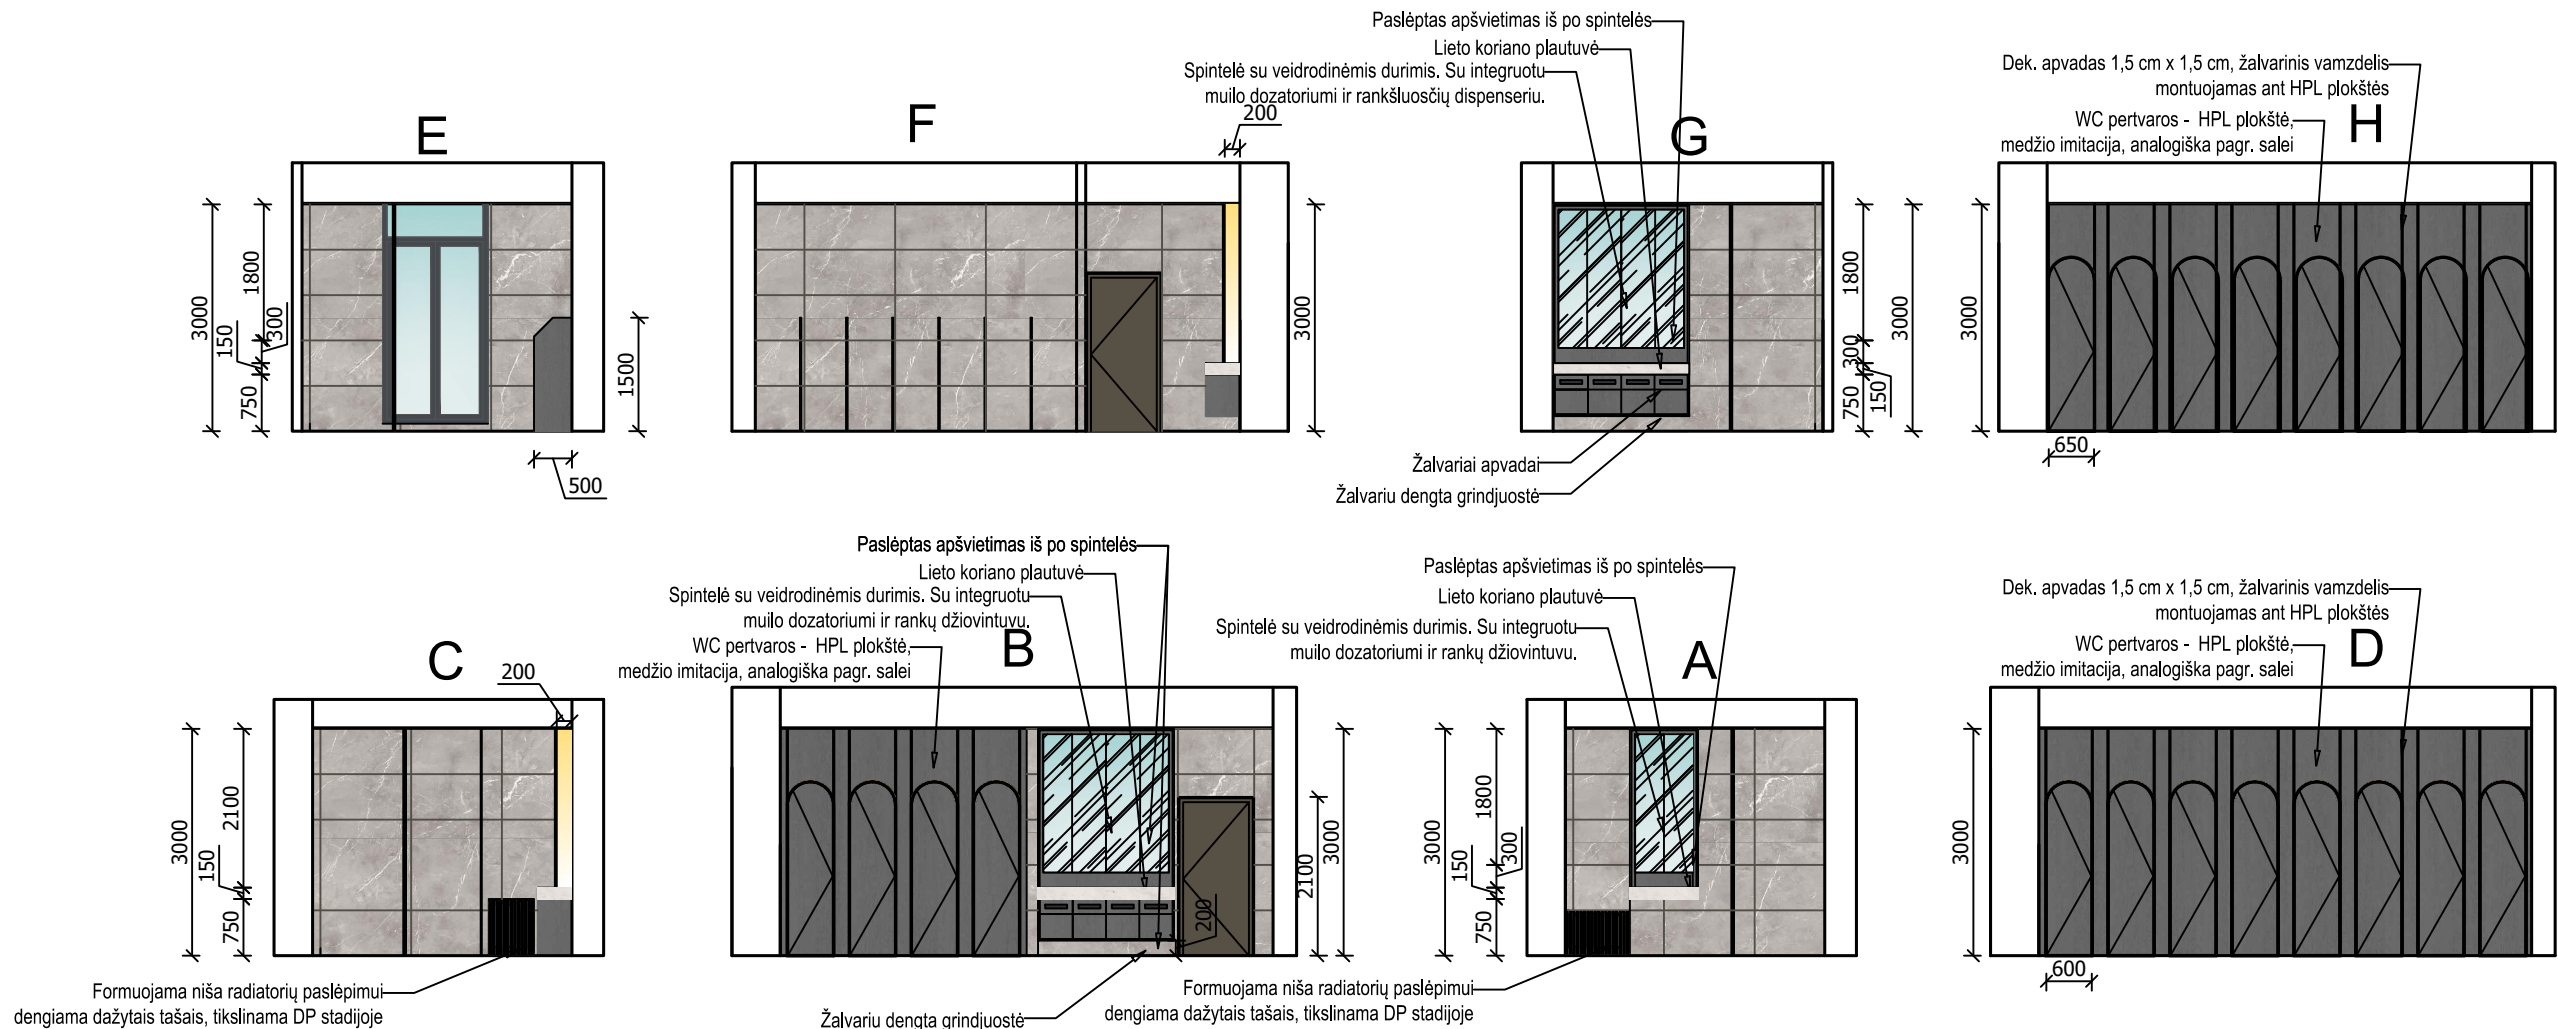 Paslėptas apšvietimas iš po spintelės
Lieto koriano plautuvė
Spintelė su veidrodinėmis durimis. Su integruotu
muilo dozatoriumi ir rankšluosčių dispenseriu.
Dek. apvadas 1,5 cm x 1,5 cm, žalvarinis vamzdelis
montuojamas ant HPL plokštės
WC pertvaros - HPL plokštė,
medžio imitacija, analogiška pagr. salei
E
F
G
H
200
3000
150
750
1800
300
1500
500
3000
1800
300
750
150
3000
3000
650
Žalvariai apvadai
Žalvariu dengta grindjuostė
Paslėptas apšvietimas iš po spintelės
Lieto koriano plautuvė
Spintelė su veidrodinėmis durimis. Su integruotu
muilo dozatoriumi ir rankų džiovintuvu.
WC pertvaros - HPL plokštė,
medžio imitacija, analogiška pagr. salei
Paslėptas apšvietimas iš po spintelės
Lieto koriano plautuvė
Spintelė su veidrodinėmis durimis. Su integruotu
muilo dozatoriumi ir rankų džiovintuvu.
Dek. apvadas 1,5 cm x 1,5 cm, žalvarinis vamzdelis
montuojamas ant HPL plokštės
WC pertvaros - HPL plokštė,
medžio imitacija, analogiška pagr. salei
C
B
A
D
200
3000
150
2100
750
200
2100
3000
3000
150
1800
300
750
3000
600
Formuojama niša radiatorių paslėpimui
dengiama dažytais tašais, tikslinama DP stadijoje
Žalvariu dengta grindjuostė
Formuojama niša radiatorių paslėpimui
dengiama dažytais tašais, tikslinama DP stadijoje